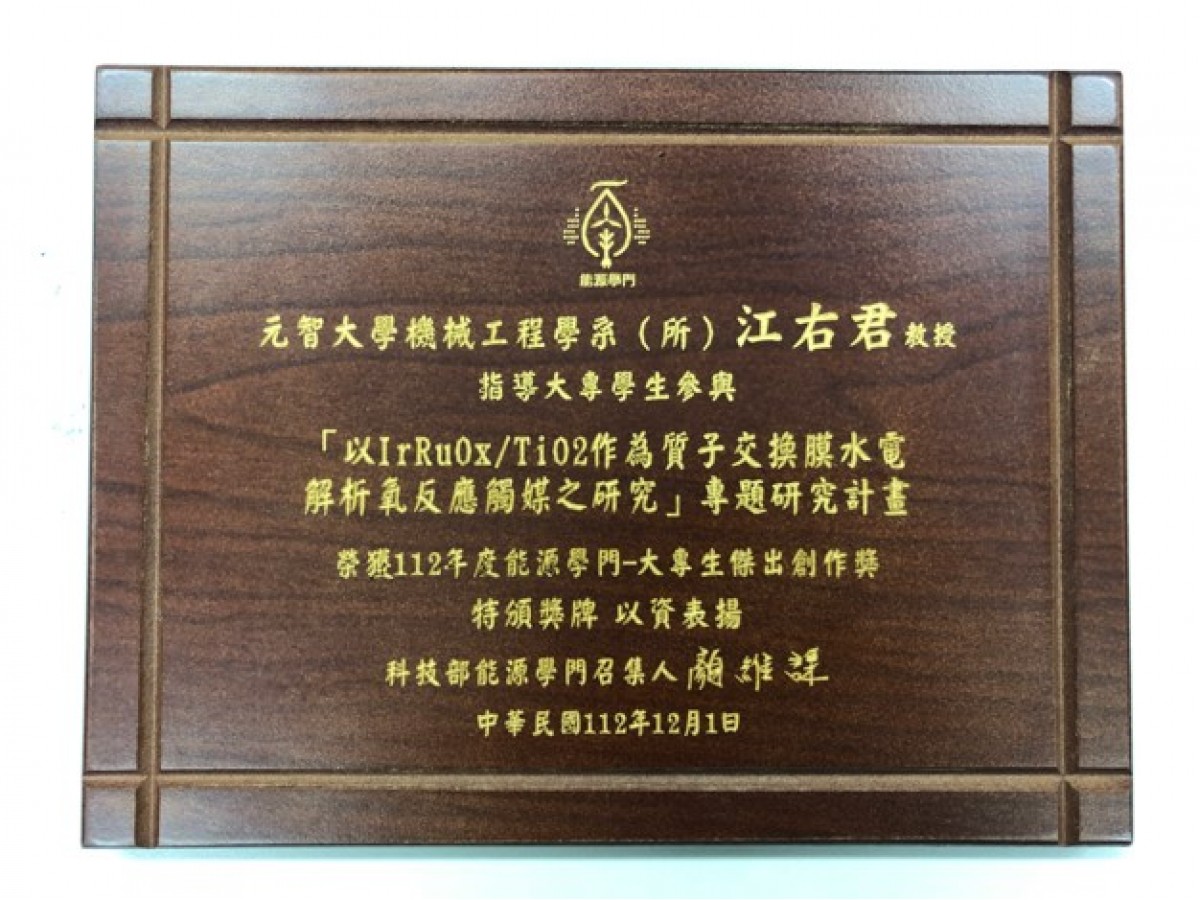 能源學門
元智大學機械工程學系（所）江右君教授
指導大專學生參與
「以IrRuOx/TiO2作為質子交換膜水電
解析氧反應觸媒之研究」專題研究計畫
榮獲112年度能源學門-大專生傑出創作獎
特頒獎牌 以資表揚
科技部能源學門召集人 顏維謀
中華民國112年12月1日